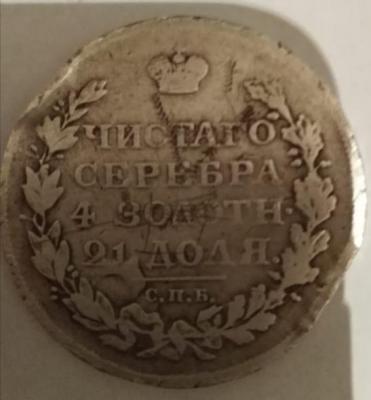 ЧИСТАГО
СЕРЕБРА
4 ЗОЛОТН.
21 ДОЛЯ.
С.П.Б.